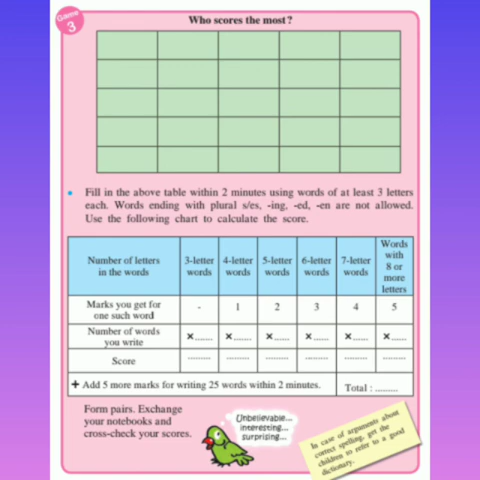 Game
3
Who scores the most?
• Fill in the above table within 2 minutes using words of at least 3 letters
each. Words ending with plural s/es, -ing, -ed, -en are not allowed.
Use the following chart to calculate the score.
Number of letters
in the words
3-letter
words
4-letter
words
5-letter
words
6-letter
words
7-letter
words
Words
with
8 or
more
letters
Marks you get for
one such word
- 1 2 3 4 5
Number of words
you write
×....... ×....... ×....... ×....... ×....... ×.......
Score
.......... .......... .......... .......... .......... ..........
+ Add 5 more marks for writing 25 words within 2 minutes.
Total : .........
Form pairs. Exchange
your notebooks and
cross-check your scores.
Unbelievable...
interesting...
surprising...
In case of arguments about
correct spelling, get the
children to refer to a good
dictionary.